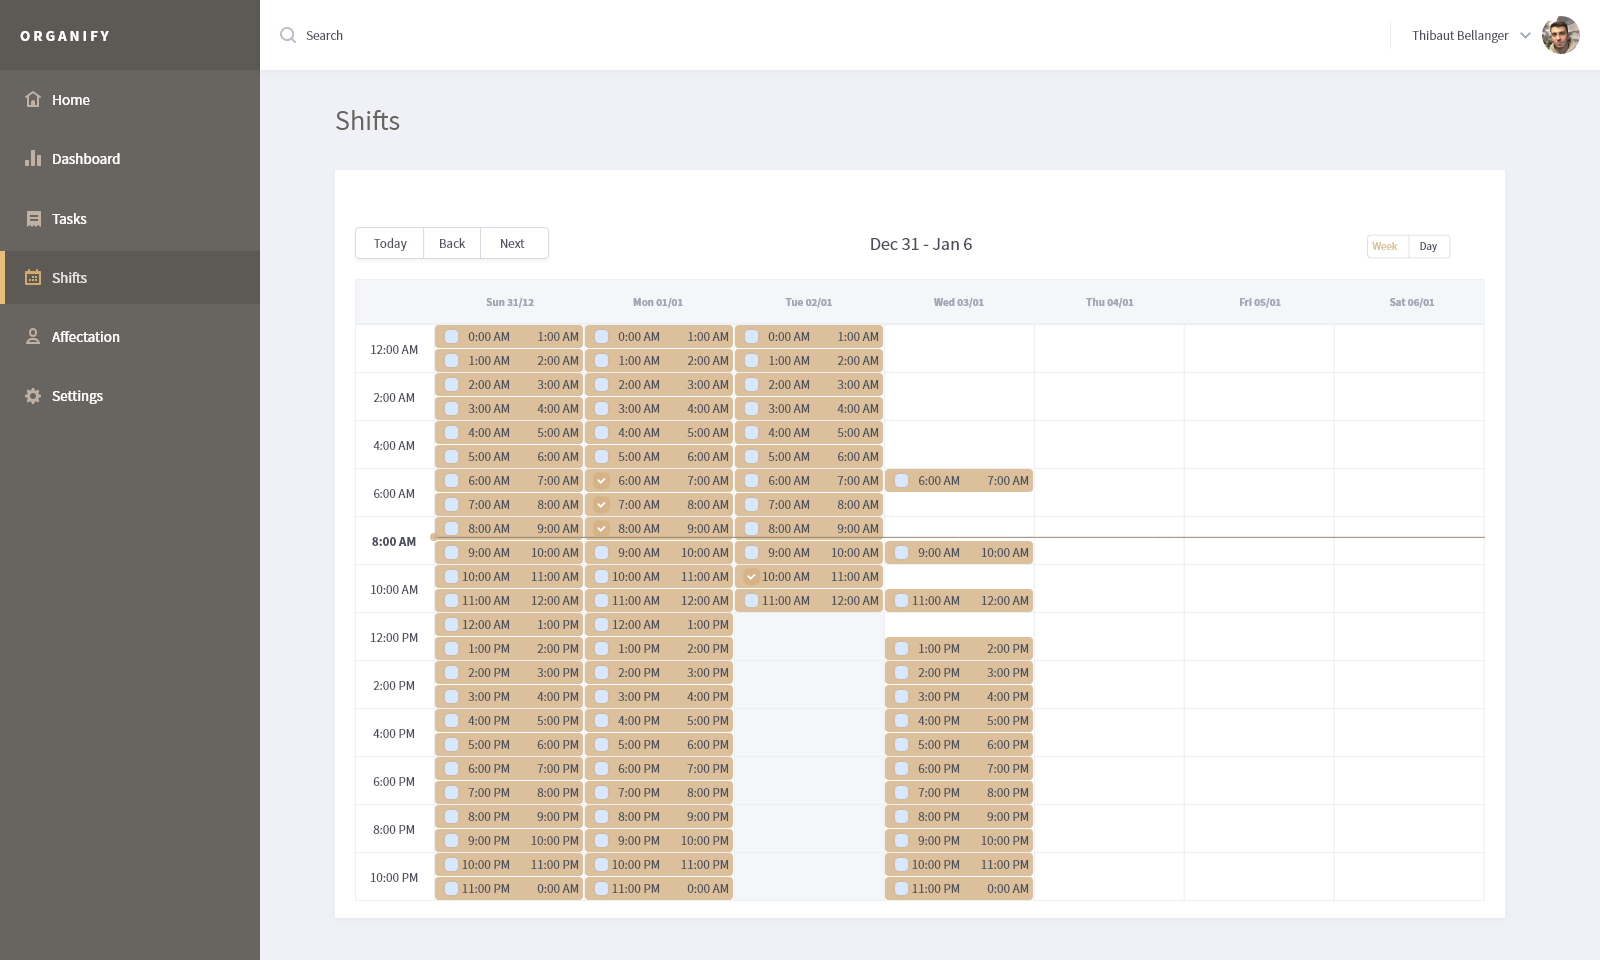 ORGANIFY
Search
Thibaut Bellanger
Home
Dashboard
Tasks
Shifts
Affectation
Settings
Shifts
Today Back Next
Dec 31 - Jan 6
Week Day
Sun 31/12 Mon 01/01 Tue 02/01 Wed 03/01 Thu 04/01 Fri 05/01 Sat 06/01
12:00 AM
2:00 AM
4:00 AM
6:00 AM
8:00 AM
10:00 AM
12:00 PM
2:00 PM
4:00 PM
6:00 PM
8:00 PM
10:00 PM
0:00 AM 1:00 AM
1:00 AM 2:00 AM
2:00 AM 3:00 AM
3:00 AM 4:00 AM
4:00 AM 5:00 AM
5:00 AM 6:00 AM
6:00 AM 7:00 AM
7:00 AM 8:00 AM
8:00 AM 9:00 AM
9:00 AM 10:00 AM
10:00 AM 11:00 AM
11:00 AM 12:00 AM
12:00 AM 1:00 PM
1:00 PM 2:00 PM
2:00 PM 3:00 PM
3:00 PM 4:00 PM
4:00 PM 5:00 PM
5:00 PM 6:00 PM
6:00 PM 7:00 PM
7:00 PM 8:00 PM
8:00 PM 9:00 PM
9:00 PM 10:00 PM
10:00 PM 11:00 PM
11:00 PM 0:00 AM
0:00 AM 1:00 AM
1:00 AM 2:00 AM
2:00 AM 3:00 AM
3:00 AM 4:00 AM
4:00 AM 5:00 AM
5:00 AM 6:00 AM
6:00 AM 7:00 AM
7:00 AM 8:00 AM
8:00 AM 9:00 AM
9:00 AM 10:00 AM
10:00 AM 11:00 AM
11:00 AM 12:00 AM
12:00 AM 1:00 PM
1:00 PM 2:00 PM
2:00 PM 3:00 PM
3:00 PM 4:00 PM
4:00 PM 5:00 PM
5:00 PM 6:00 PM
6:00 PM 7:00 PM
7:00 PM 8:00 PM
8:00 PM 9:00 PM
9:00 PM 10:00 PM
10:00 PM 11:00 PM
11:00 PM 0:00 AM
0:00 AM 1:00 AM
1:00 AM 2:00 AM
2:00 AM 3:00 AM
3:00 AM 4:00 AM
4:00 AM 5:00 AM
5:00 AM 6:00 AM
6:00 AM 7:00 AM
7:00 AM 8:00 AM
8:00 AM 9:00 AM
9:00 AM 10:00 AM
10:00 AM 11:00 AM
11:00 AM 12:00 AM
6:00 AM 7:00 AM
9:00 AM 10:00 AM
11:00 AM 12:00 AM
1:00 PM 2:00 PM
2:00 PM 3:00 PM
3:00 PM 4:00 PM
4:00 PM 5:00 PM
5:00 PM 6:00 PM
6:00 PM 7:00 PM
7:00 PM 8:00 PM
8:00 PM 9:00 PM
9:00 PM 10:00 PM
10:00 PM 11:00 PM
11:00 PM 0:00 AM